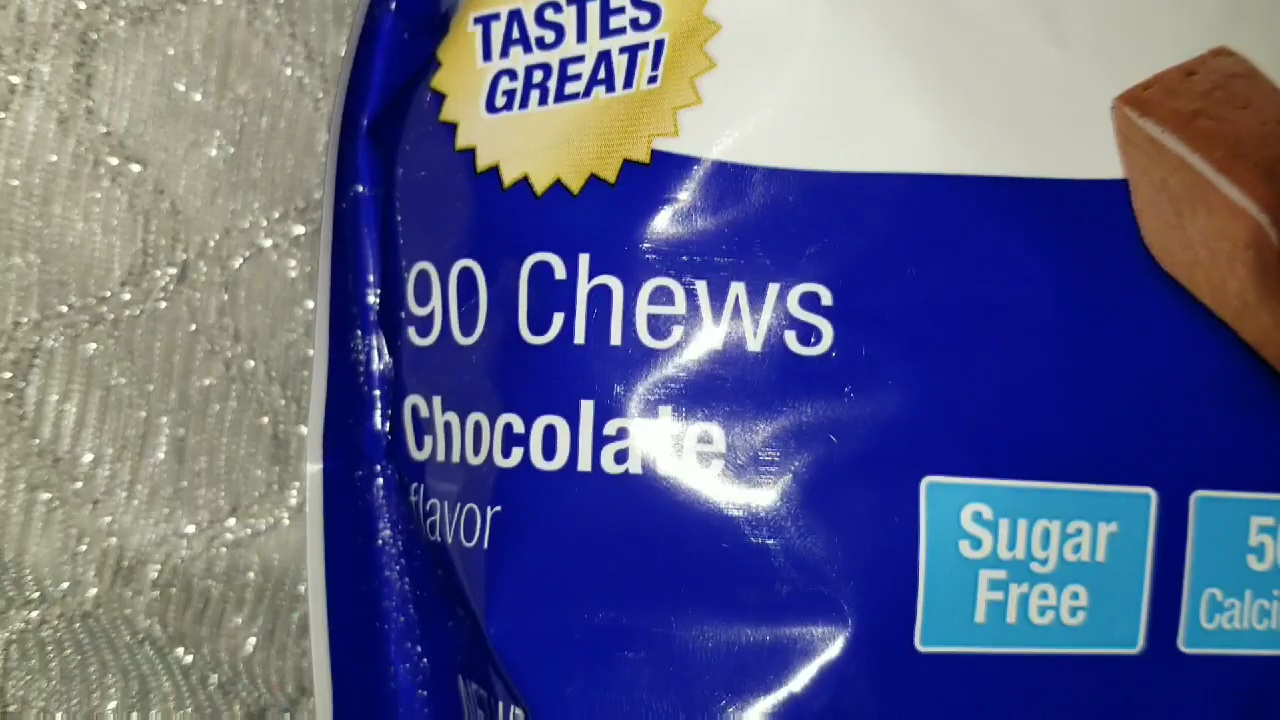 TASTES
GREAT!
90 Chews
Chocolate
flavor
Sugar
Free